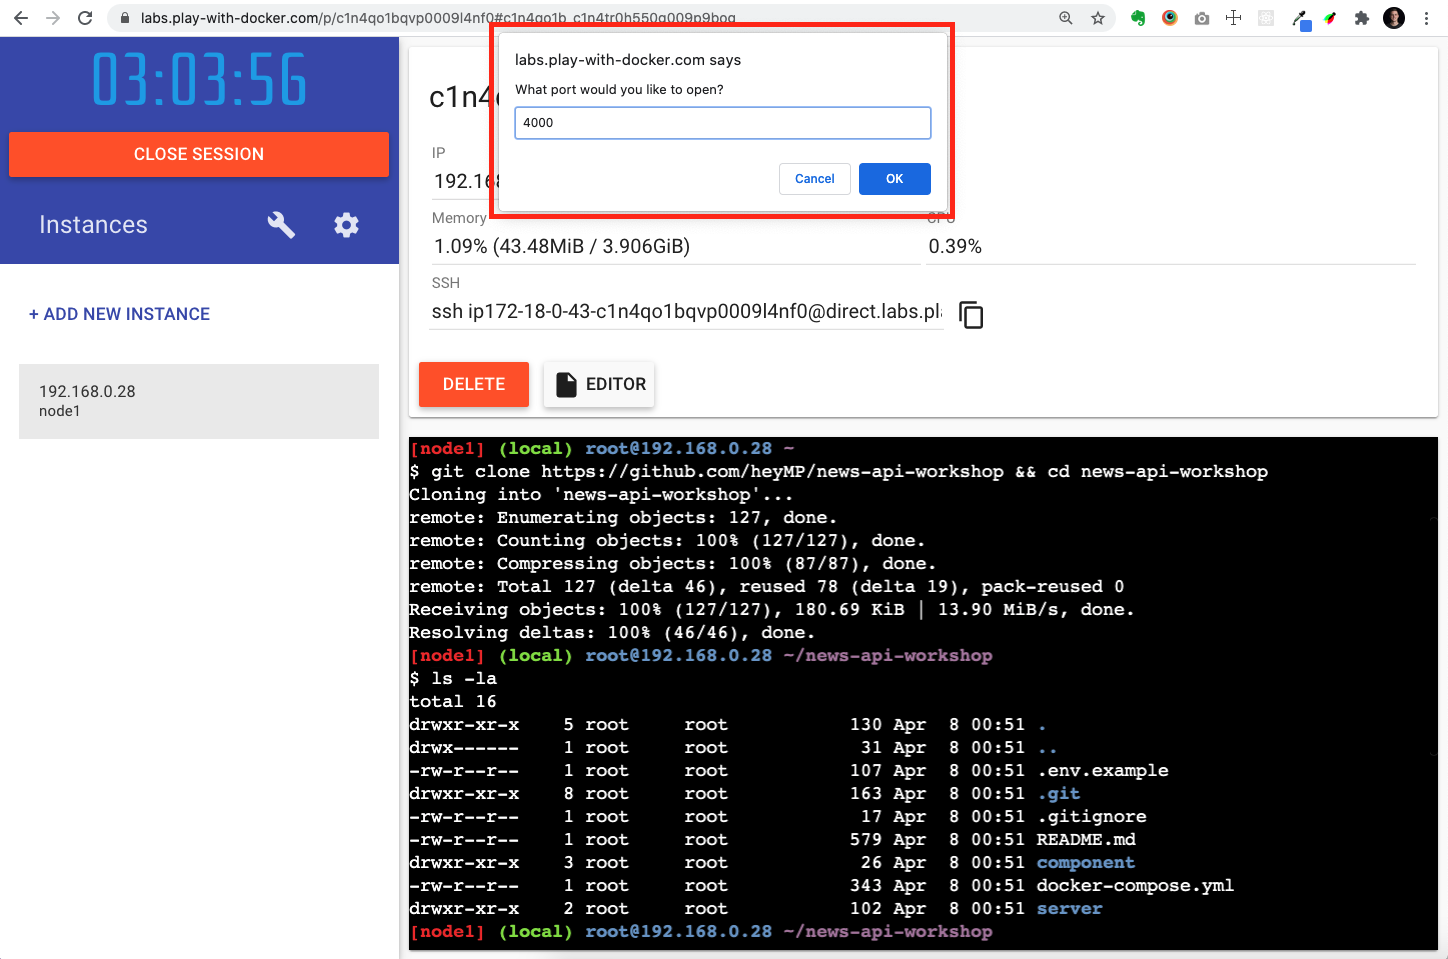 labs.play-with-docker.com/p/c1n4qo1bqvp0009l4nf0#c1n4qo1b_c1n4tr0h550g009p9bog
03:03:56
CLOSE SESSION
Instances
+ ADD NEW INSTANCE
192.168.0.28
node1
labs.play-with-docker.com says
What port would you like to open?
4000
Cancel
OK
IP
Memory
1.09% (43.48MiB / 3.906GiB)
CPU
0.39%
SSH
ssh ip172-18-0-43-c1n4qo1bqvp0009l4nf0@direct.labs.pl
DELETE
EDITOR
[node1] (local) root@192.168.0.28 ~
$ git clone https://github.com/heyMP/news-api-workshop && cd news-api-workshop
Cloning into 'news-api-workshop'...
remote: Enumerating objects: 127, done.
remote: Counting objects: 100% (127/127), done.
remote: Compressing objects: 100% (87/87), done.
remote: Total 127 (delta 46), reused 78 (delta 19), pack-reused 0
Receiving objects: 100% (127/127), 180.69 KiB | 13.90 MiB/s, done.
Resolving deltas: 100% (46/46), done.
[node1] (local) root@192.168.0.28 ~/news-api-workshop
$ ls -la
total 16
drwxr-xr-x    5 root     root           130 Apr  8 00:51 .
drwx------    1 root     root            31 Apr  8 00:51 ..
-rw-r--r--    1 root     root           107 Apr  8 00:51 .env.example
drwxr-xr-x    8 root     root           163 Apr  8 00:51 .git
-rw-r--r--    1 root     root            17 Apr  8 00:51 .gitignore
-rw-r--r--    1 root     root           579 Apr  8 00:51 README.md
drwxr-xr-x    3 root     root            26 Apr  8 00:51 component
-rw-r--r--    1 root     root           343 Apr  8 00:51 docker-compose.yml
drwxr-xr-x    2 root     root           102 Apr  8 00:51 server
[node1] (local) root@192.168.0.28 ~/news-api-workshop